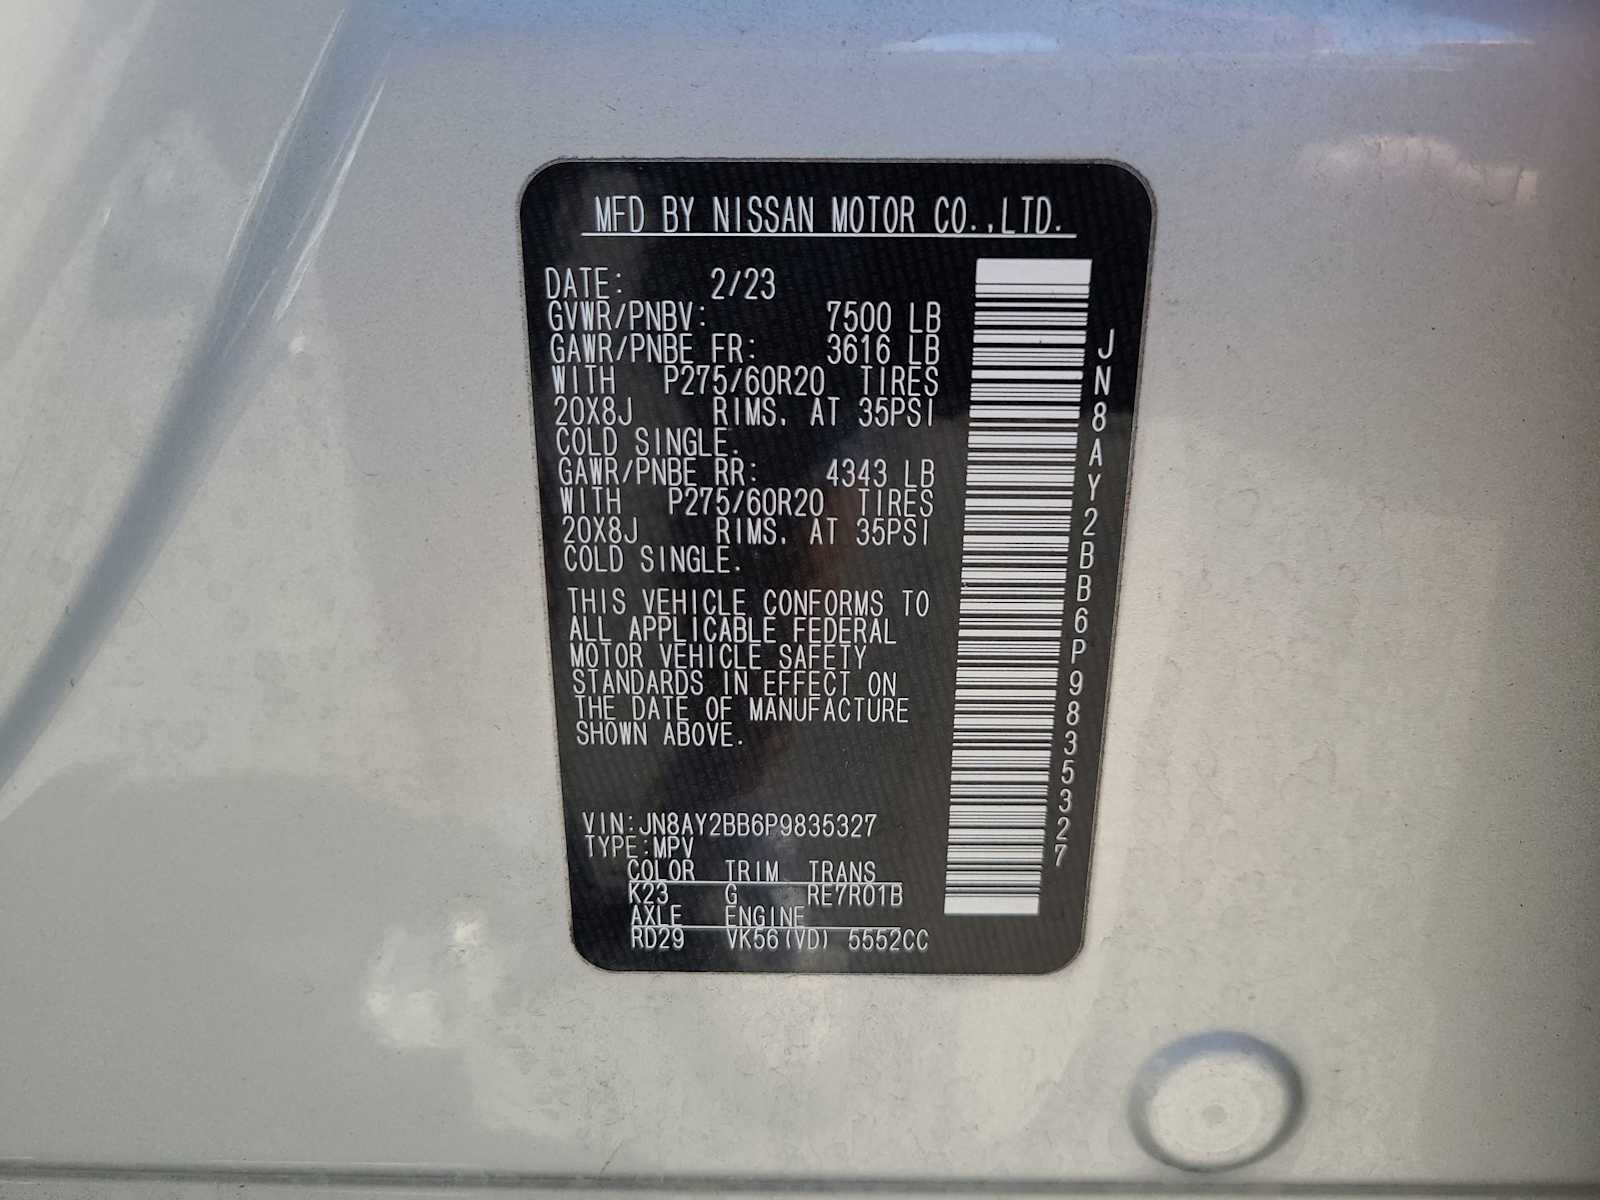 MFD BY NISSAN MOTOR CO.,LTD.
DATE: 2/23
GVWR/PNBV: 7500 LB
GAWR/PNBE FR: 3616 LB
WITH P275/60R20 TIRES
20X8J RIMS. AT 35PSI
COLD SINGLE.
GAWR/PNBE RR: 4343 LB
WITH P275/60R20 TIRES
20X8J RIMS. AT 35PSI
COLD SINGLE.
THIS VEHICLE CONFORMS TO
ALL APPLICABLE FEDERAL
MOTOR VEHICLE SAFETY
STANDARDS IN EFFECT ON
THE DATE OF MANUFACTURE
SHOWN ABOVE.
VIN:JN8AY2BB6P9835327
TYPE:MPV
COLOR TRIM TRANS
K23 G RE7R01B
AXLE ENGINE
RD29 VK56(VD) 5552CC
JN8AY2BB6P9835327